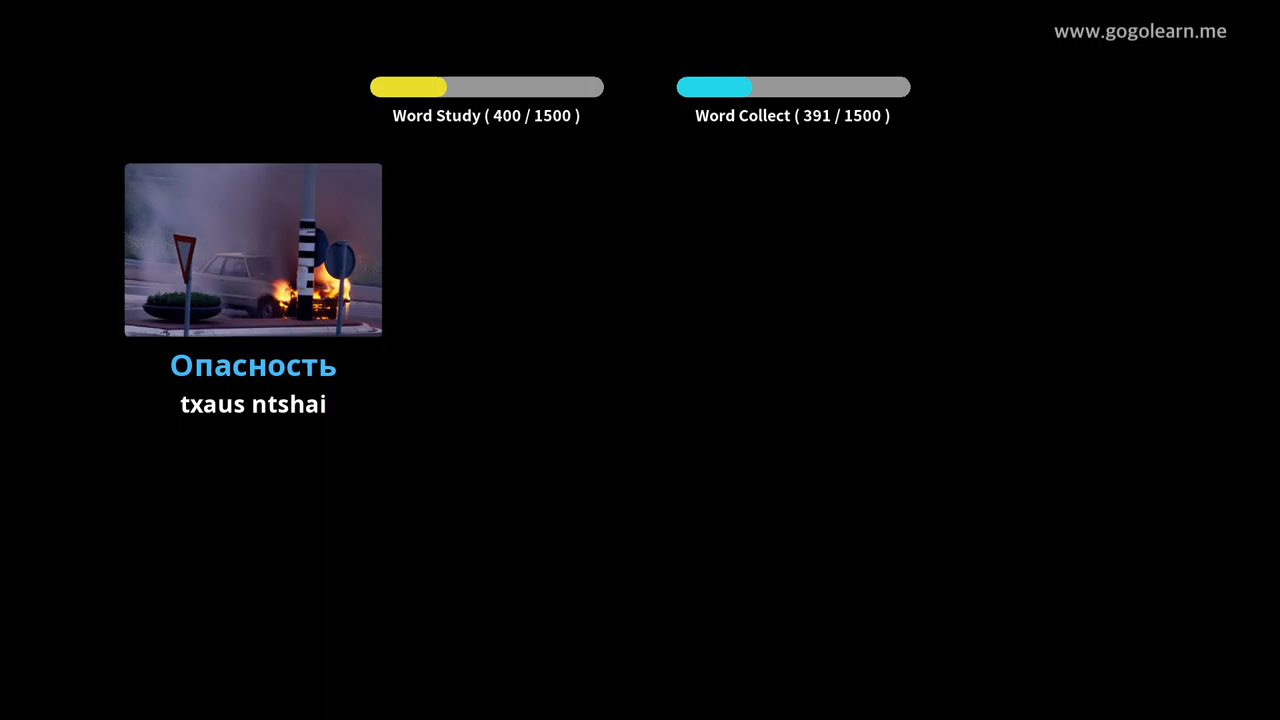 www.gogolearn.me
Word Study ( 400 / 1500 )
Word Collect ( 391 / 1500 )
Опасность
txaus ntshai